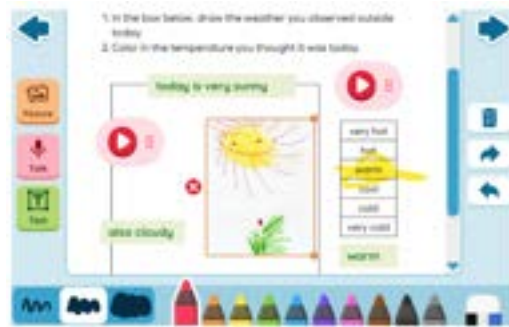 1. In the box below, draw the weather you observed outside
today.
2. Color in the temperature you thought it was today.
today is very sunny
very hot
hot
warm
cool
cold
very cold
also cloudy
warm
Picture
Talk
Text